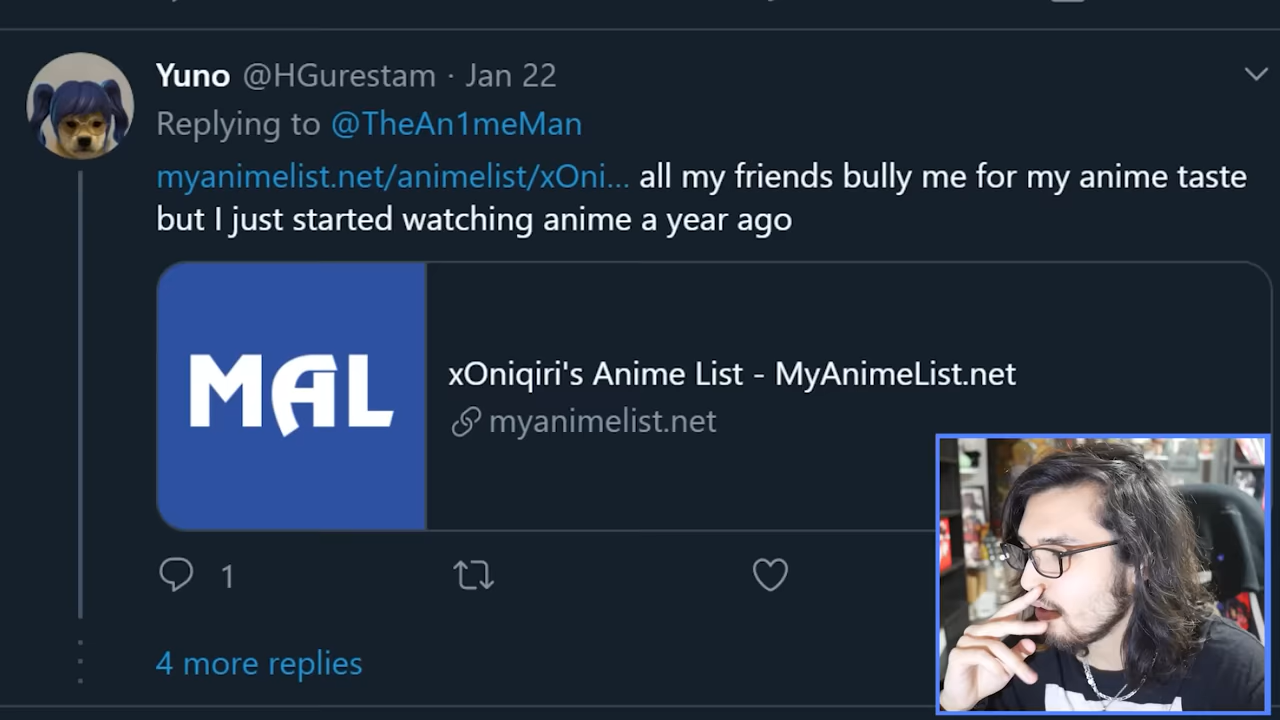 Yuno @HGurestam · Jan 22
Replying to @TheAn1meMan
myanimelist.net/animelist/xOni... all my friends bully me for my anime taste
but I just started watching anime a year ago
MAL
xOniqiri's Anime List - MyAnimeList.net
myanimelist.net
1
4 more replies